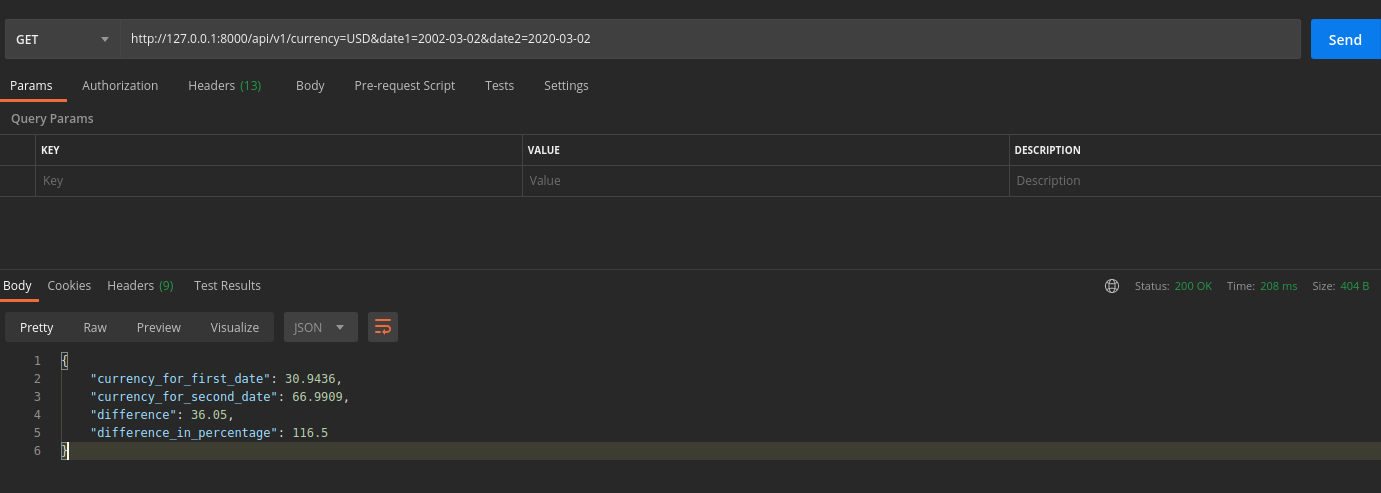 GET http://127.0.0.1:8000/api/v1/currency=USD&date1=2002-03-02&date2=2020-03-02 Send
Params Authorization Headers (13) Body Pre-request Script Tests Settings
Query Params
KEY VALUE DESCRIPTION
Key Value Description
Body Cookies Headers (9) Test Results Status: 200 OK Time: 208 ms Size: 404 B
Pretty Raw Preview Visualize JSON
1 {
2 "currency_for_first_date": 30.9436,
3 "currency_for_second_date": 66.9909,
4 "difference": 36.05,
5 "difference_in_percentage": 116.5
6 }